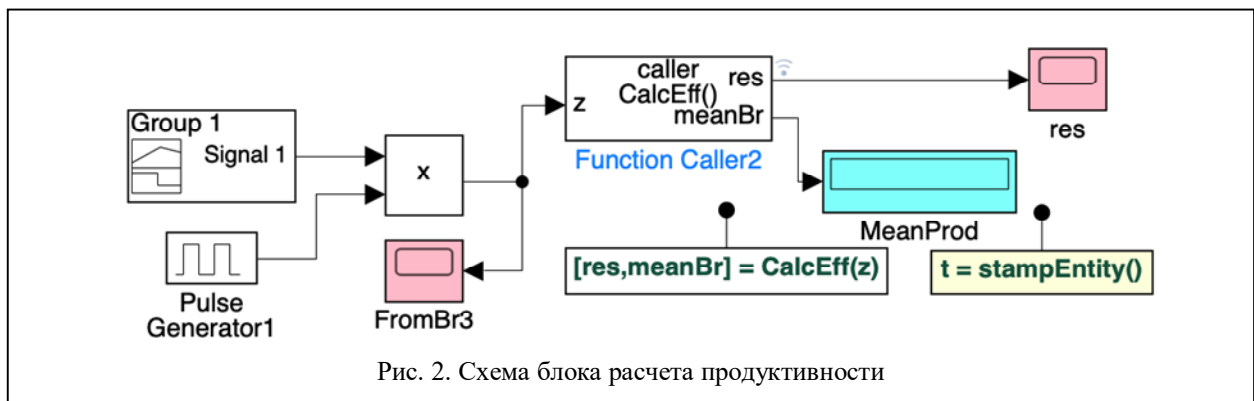 Group 1
Signal 1
Pulse
Generator1
x
FromBr3
caller
CalcEff()
z
res
meanBr
Function Caller2
res
MeanProd
[res,meanBr] = CalcEff(z)
t = stampEntity()
Рис. 2. Схема блока расчета продуктивности